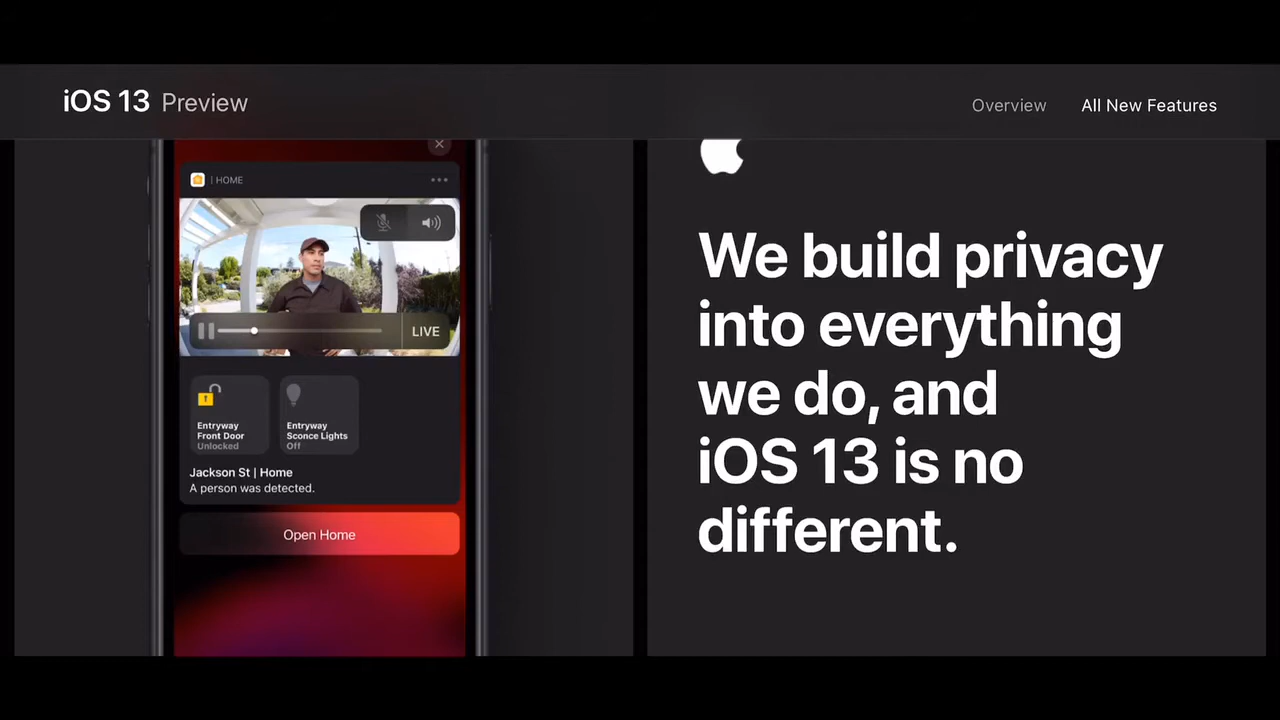 iOS 13 Preview
Overview
All New Features
| HOME
LIVE
Entryway
Front Door
Unlocked
Entryway
Sconce Lights
Off
Jackson St | Home
A person was detected.
Open Home
We build privacy
into everything
we do, and
iOS 13 is no
different.